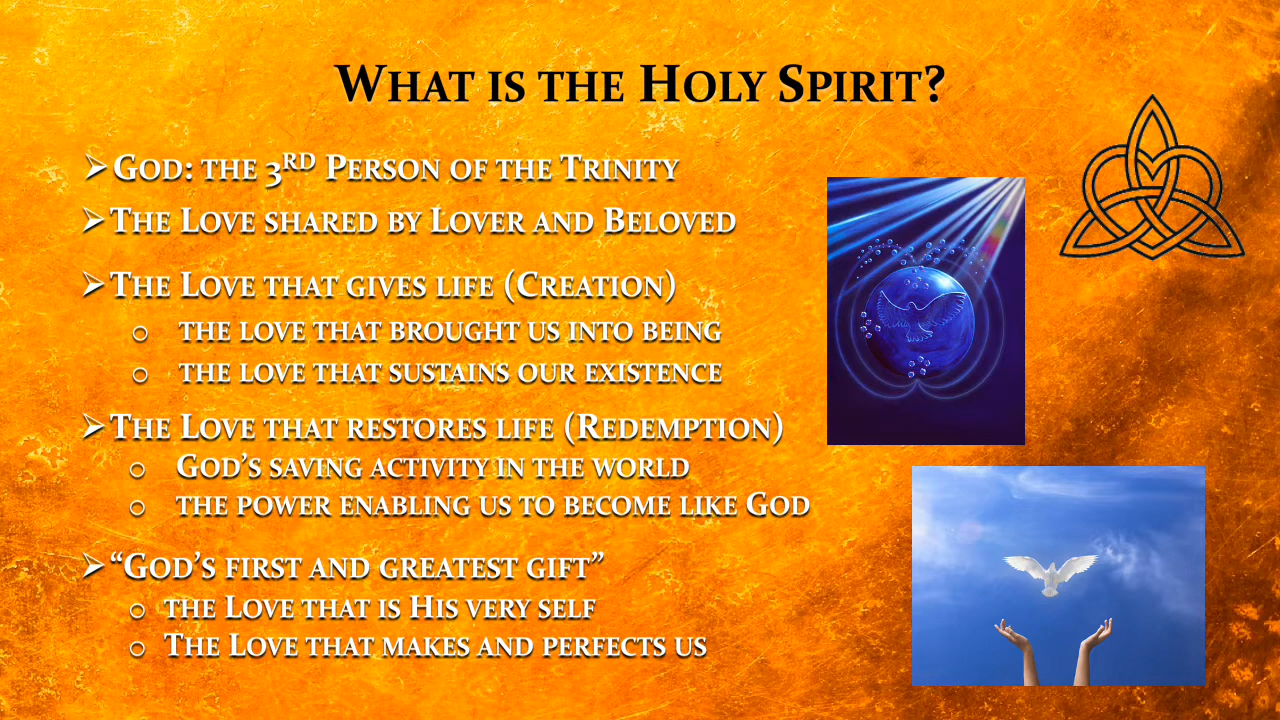 What is the Holy Spirit?
➢God: the 3rd Person of the Trinity
➢The Love shared by Lover and Beloved
➢The Love that gives life (Creation)
o the love that brought us into being
o the love that sustains our existence
➢The Love that restores life (Redemption)
o God’s saving activity in the world
o the power enabling us to become like God
➢“God’s first and greatest gift”
o the Love that is His very self
o The Love that makes and perfects us